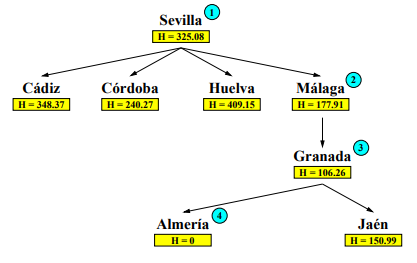 Sevilla 1
H = 325.08
Cádiz Córdoba Huelva Málaga 2
H = 348.37 H = 240.27 H = 409.15 H = 177.91
Granada 3
H = 106.26
Almería 4 Jaén
H = 0 H = 150.99